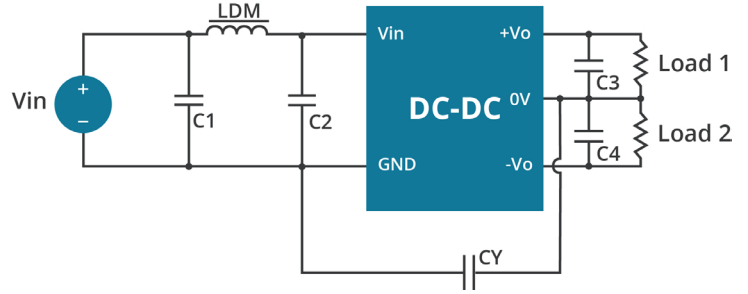 LDM
Vin
+
−
C1
C2
Vin
GND
DC-DC
+Vo
0V
-Vo
C3
C4
Load 1
Load 2
CY